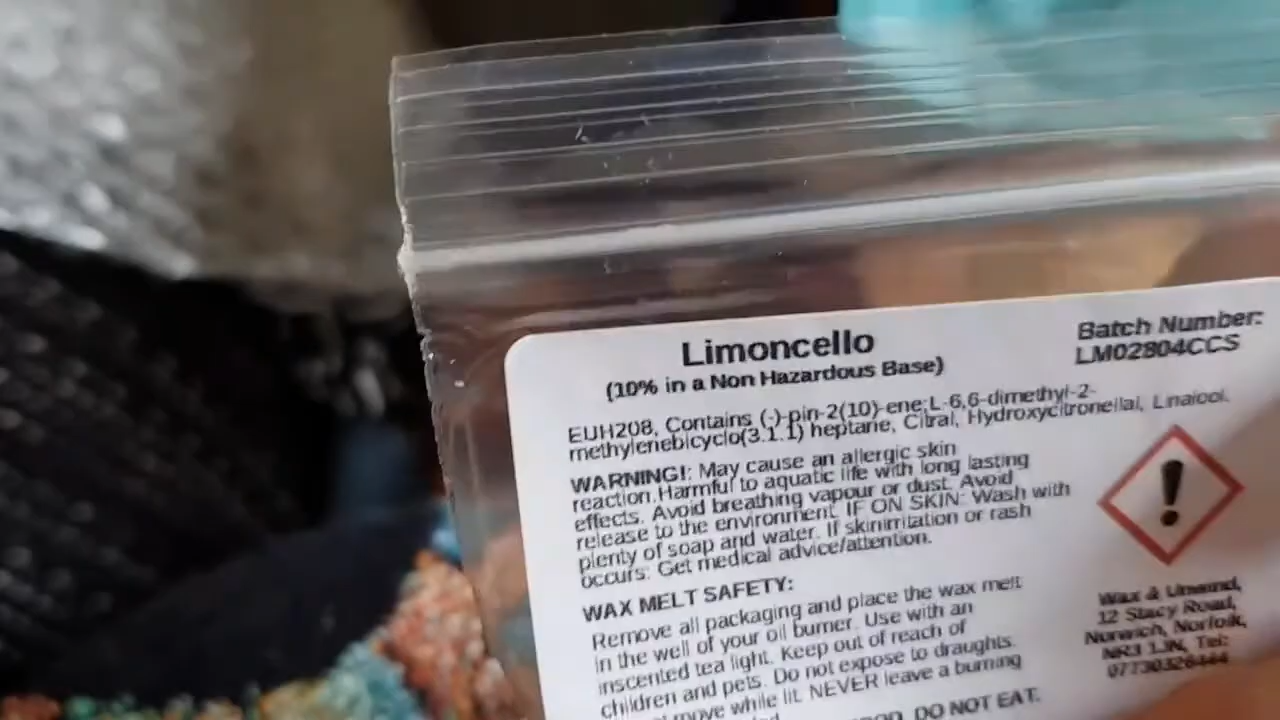 Limoncello
(10% in a Non Hazardous Base)
Batch Number:
LM02804CCS
EUH208, Contains (-)-pin-2(10)-ene;L-6,6-dimethyl-2-
methylenebicyclo(3.1.1) heptane, Citral, Hydroxycitronellal, Linalool.
WARNING!: May cause an allergic skin
reaction.Harmful to aquatic life with long lasting
effects. Avoid breathing vapour or dust. Avoid
release to the environment. IF ON SKIN: Wash with
plenty of soap and water. If skinirritation or rash
occurs: Get medical advice/attention.
WAX MELT SAFETY:
Remove all packaging and place the wax melt
in the well of your oil burner. Use with an
inscented tea light. Keep out of reach of
children and pets. Do not expose to draughts.
move while lit. NEVER leave a burning
DO NOT EAT.
Wax & Unwind,
12 Stacy Road,
Norwich, Norfolk,
NR3 1JN, Tel: